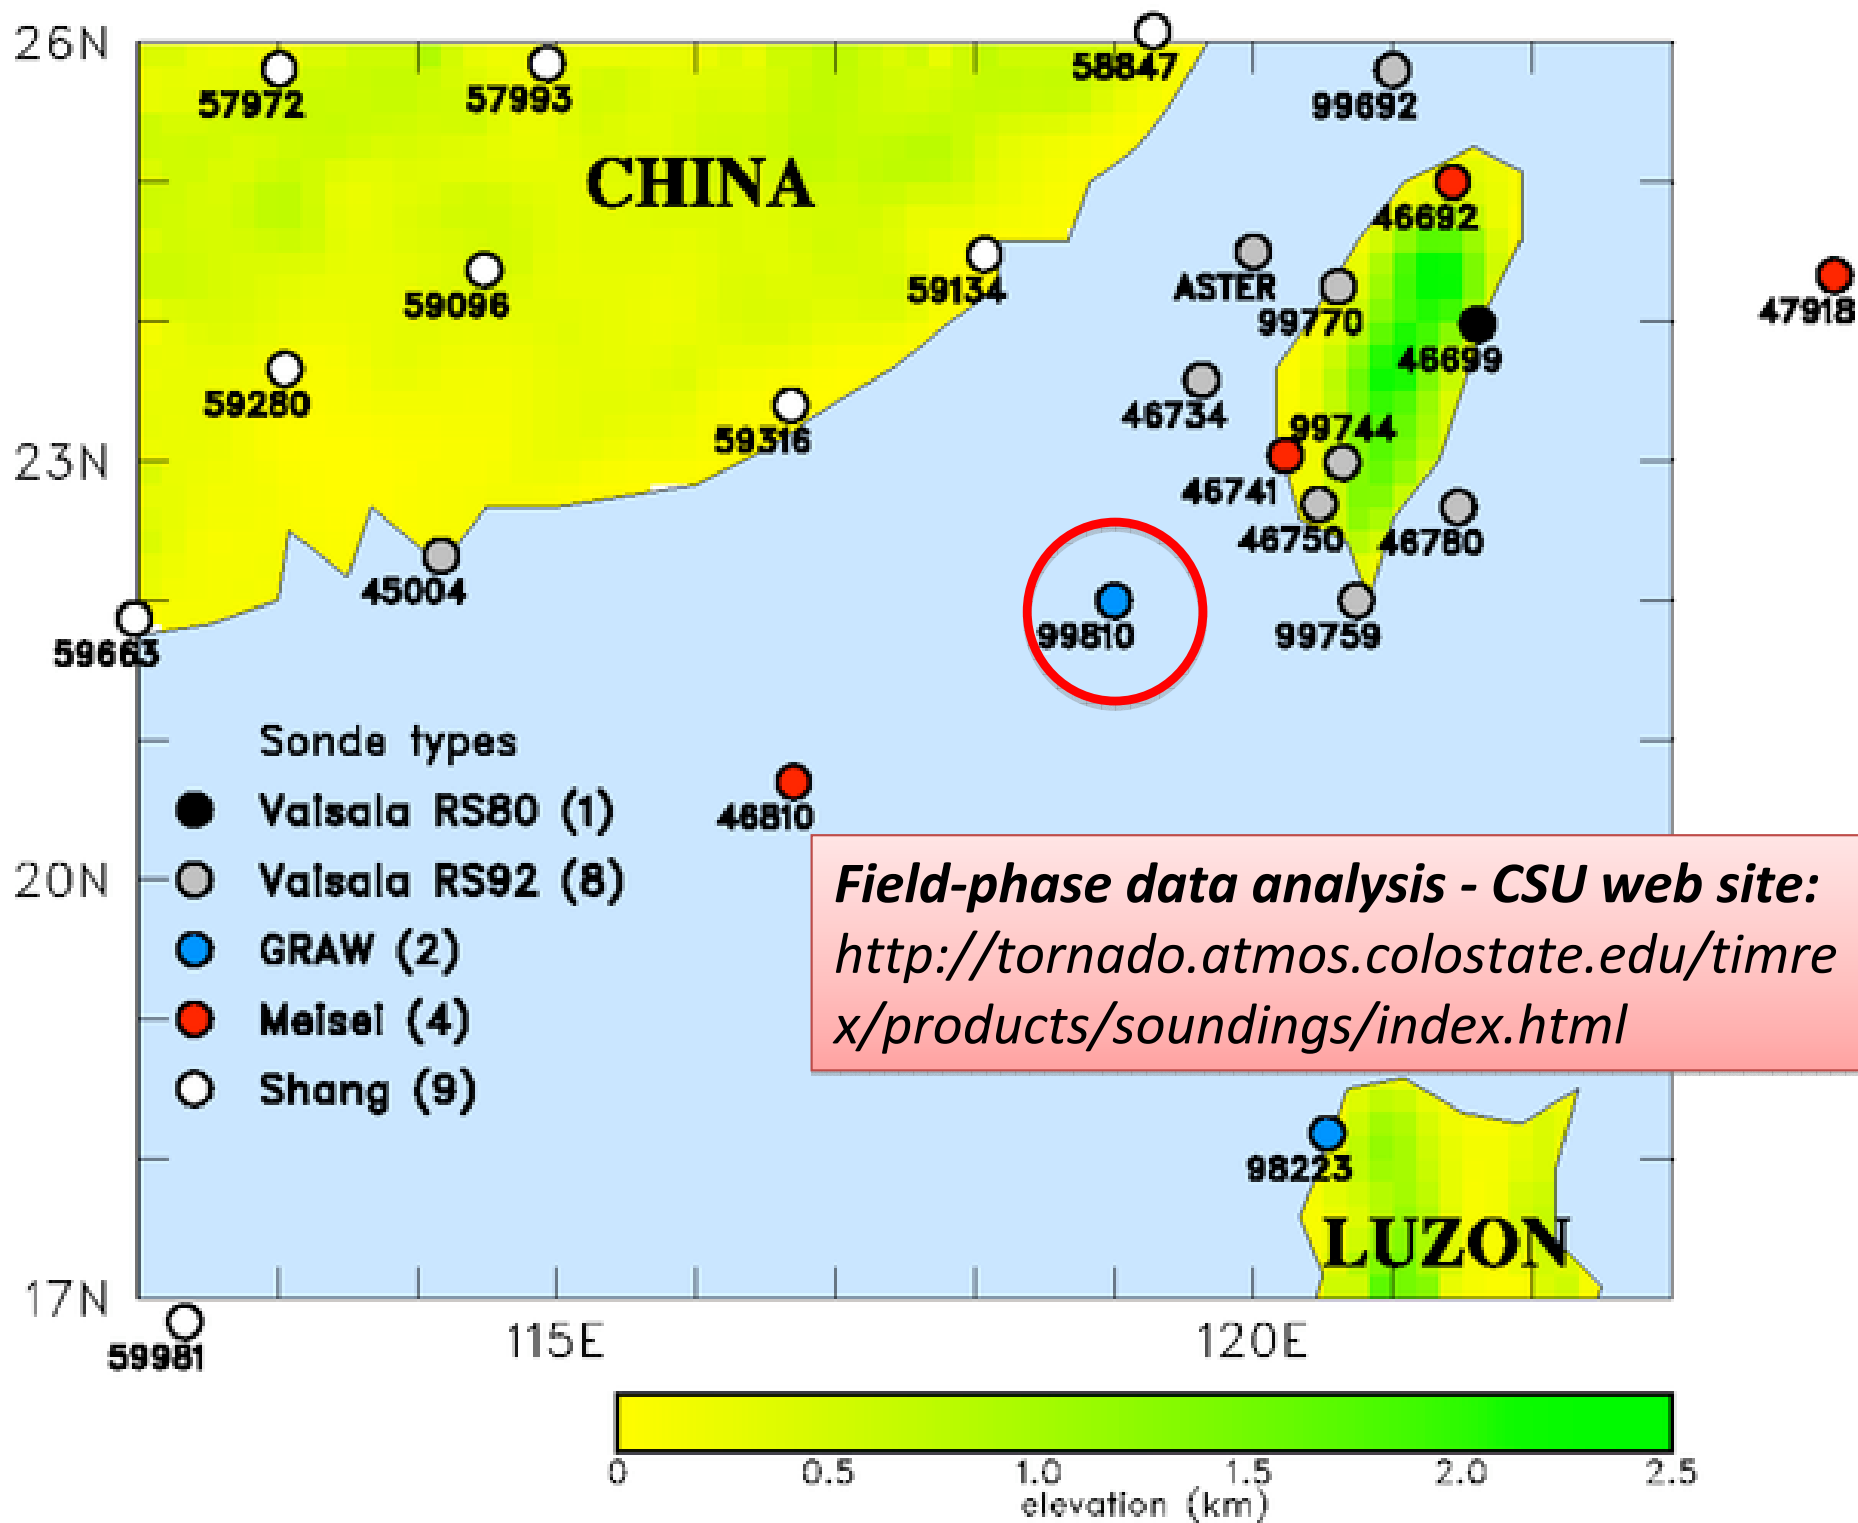 26N
58847
57972
57993
99692
CHINA
46692
59134
ASTER
59096
99770
47918
46699
59280
46734
59316
99744
23N
46741
46750
46780
45004
99810
99759
59663
Sonde types
Vaisala RS80 (1)
46810
20N
Vaisala RS92 (8)
GRAW (2)
Meisei (4)
Shang (9)
Field-phase data analysis - CSU web site:
http://tornado.atmos.colostate.edu/timre
x/products/soundings/index.html
98223
LUZON
17N
59981
115E
120E
0 0.5 1.0 1.5 2.0 2.5
elevation (km)